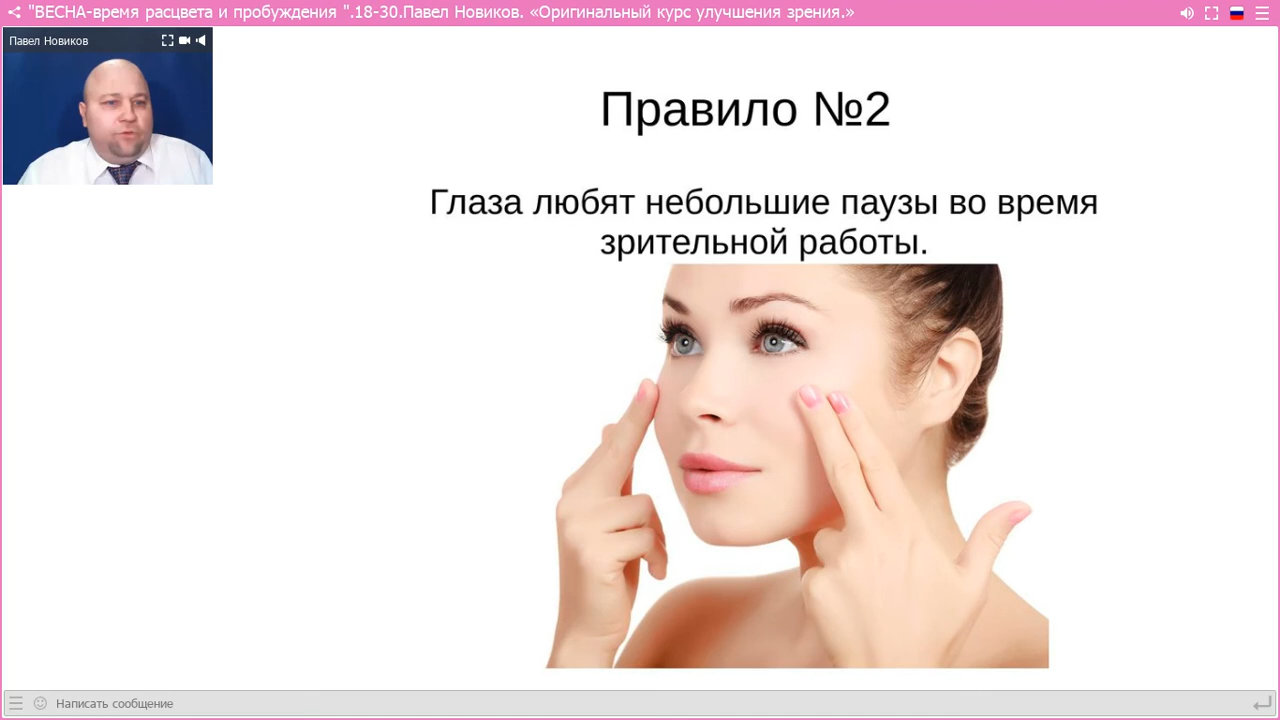 "ВЕСНА-время расцвета и пробуждения ".18-30.Павел Новиков. «Оригинальный курс улучшения зрения.»
Павел Новиков
Правило №2
Глаза любят небольшие паузы во время
зрительной работы.
Написать сообщение